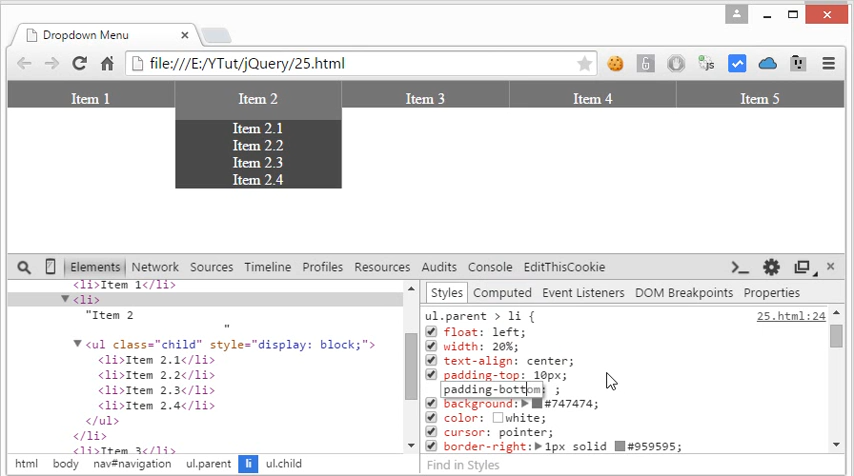 Dropdown Menu
file:///E:/YTut/jQuery/25.html
js
Item 1 Item 2 Item 3 Item 4 Item 5
Item 2.1
Item 2.2
Item 2.3
Item 2.4
Elements Network Sources Timeline Profiles Resources Audits Console EditThisCookie
<li>Item 1</li>
<li>
"Item 2
"
<ul class="child" style="display: block;">
<li>Item 2.1</li>
<li>Item 2.2</li>
<li>Item 2.3</li>
<li>Item 2.4</li>
</ul>
</li>
<li>Item 3</li>
html body nav#navigation ul.parent li ul.child
Styles Computed Event Listeners DOM Breakpoints Properties
ul.parent > li { 25.html:24
float: left;
width: 20%;
text-align: center;
padding-top: 10px;
padding-bottom: ;
background: #747474;
color: white;
cursor: pointer;
border-right: 1px solid #959595;
Find in Styles